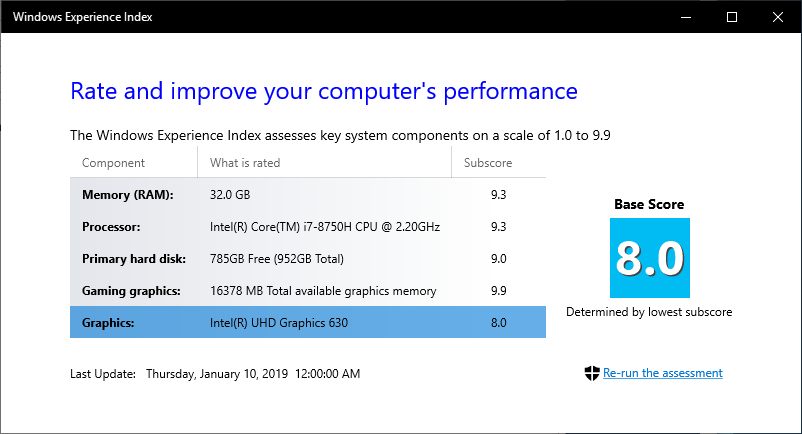 Windows Experience Index
Rate and improve your computer's performance
The Windows Experience Index assesses key system components on a scale of 1.0 to 9.9
Component What is rated Subscore
Memory (RAM): 32.0 GB 9.3
Processor: Intel(R) Core(TM) i7-8750H CPU @ 2.20GHz 9.3
Primary hard disk: 785GB Free (952GB Total) 9.0
Gaming graphics: 16378 MB Total available graphics memory 9.9
Graphics: Intel(R) UHD Graphics 630 8.0
Base Score
8.0
Determined by lowest subscore
Last Update: Thursday, January 10, 2019 12:00:00 AM
Re-run the assessment